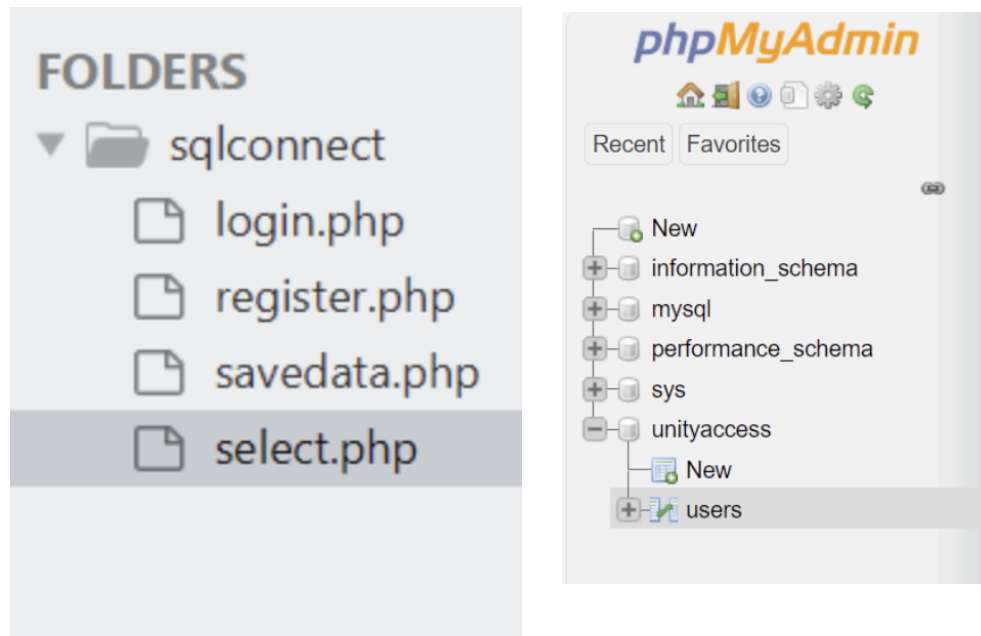 FOLDERS
sqlconnect
login.php
register.php
savedata.php
select.php
phpMyAdmin
Recent Favorites
New
information_schema
mysql
performance_schema
sys
unityaccess
New
users